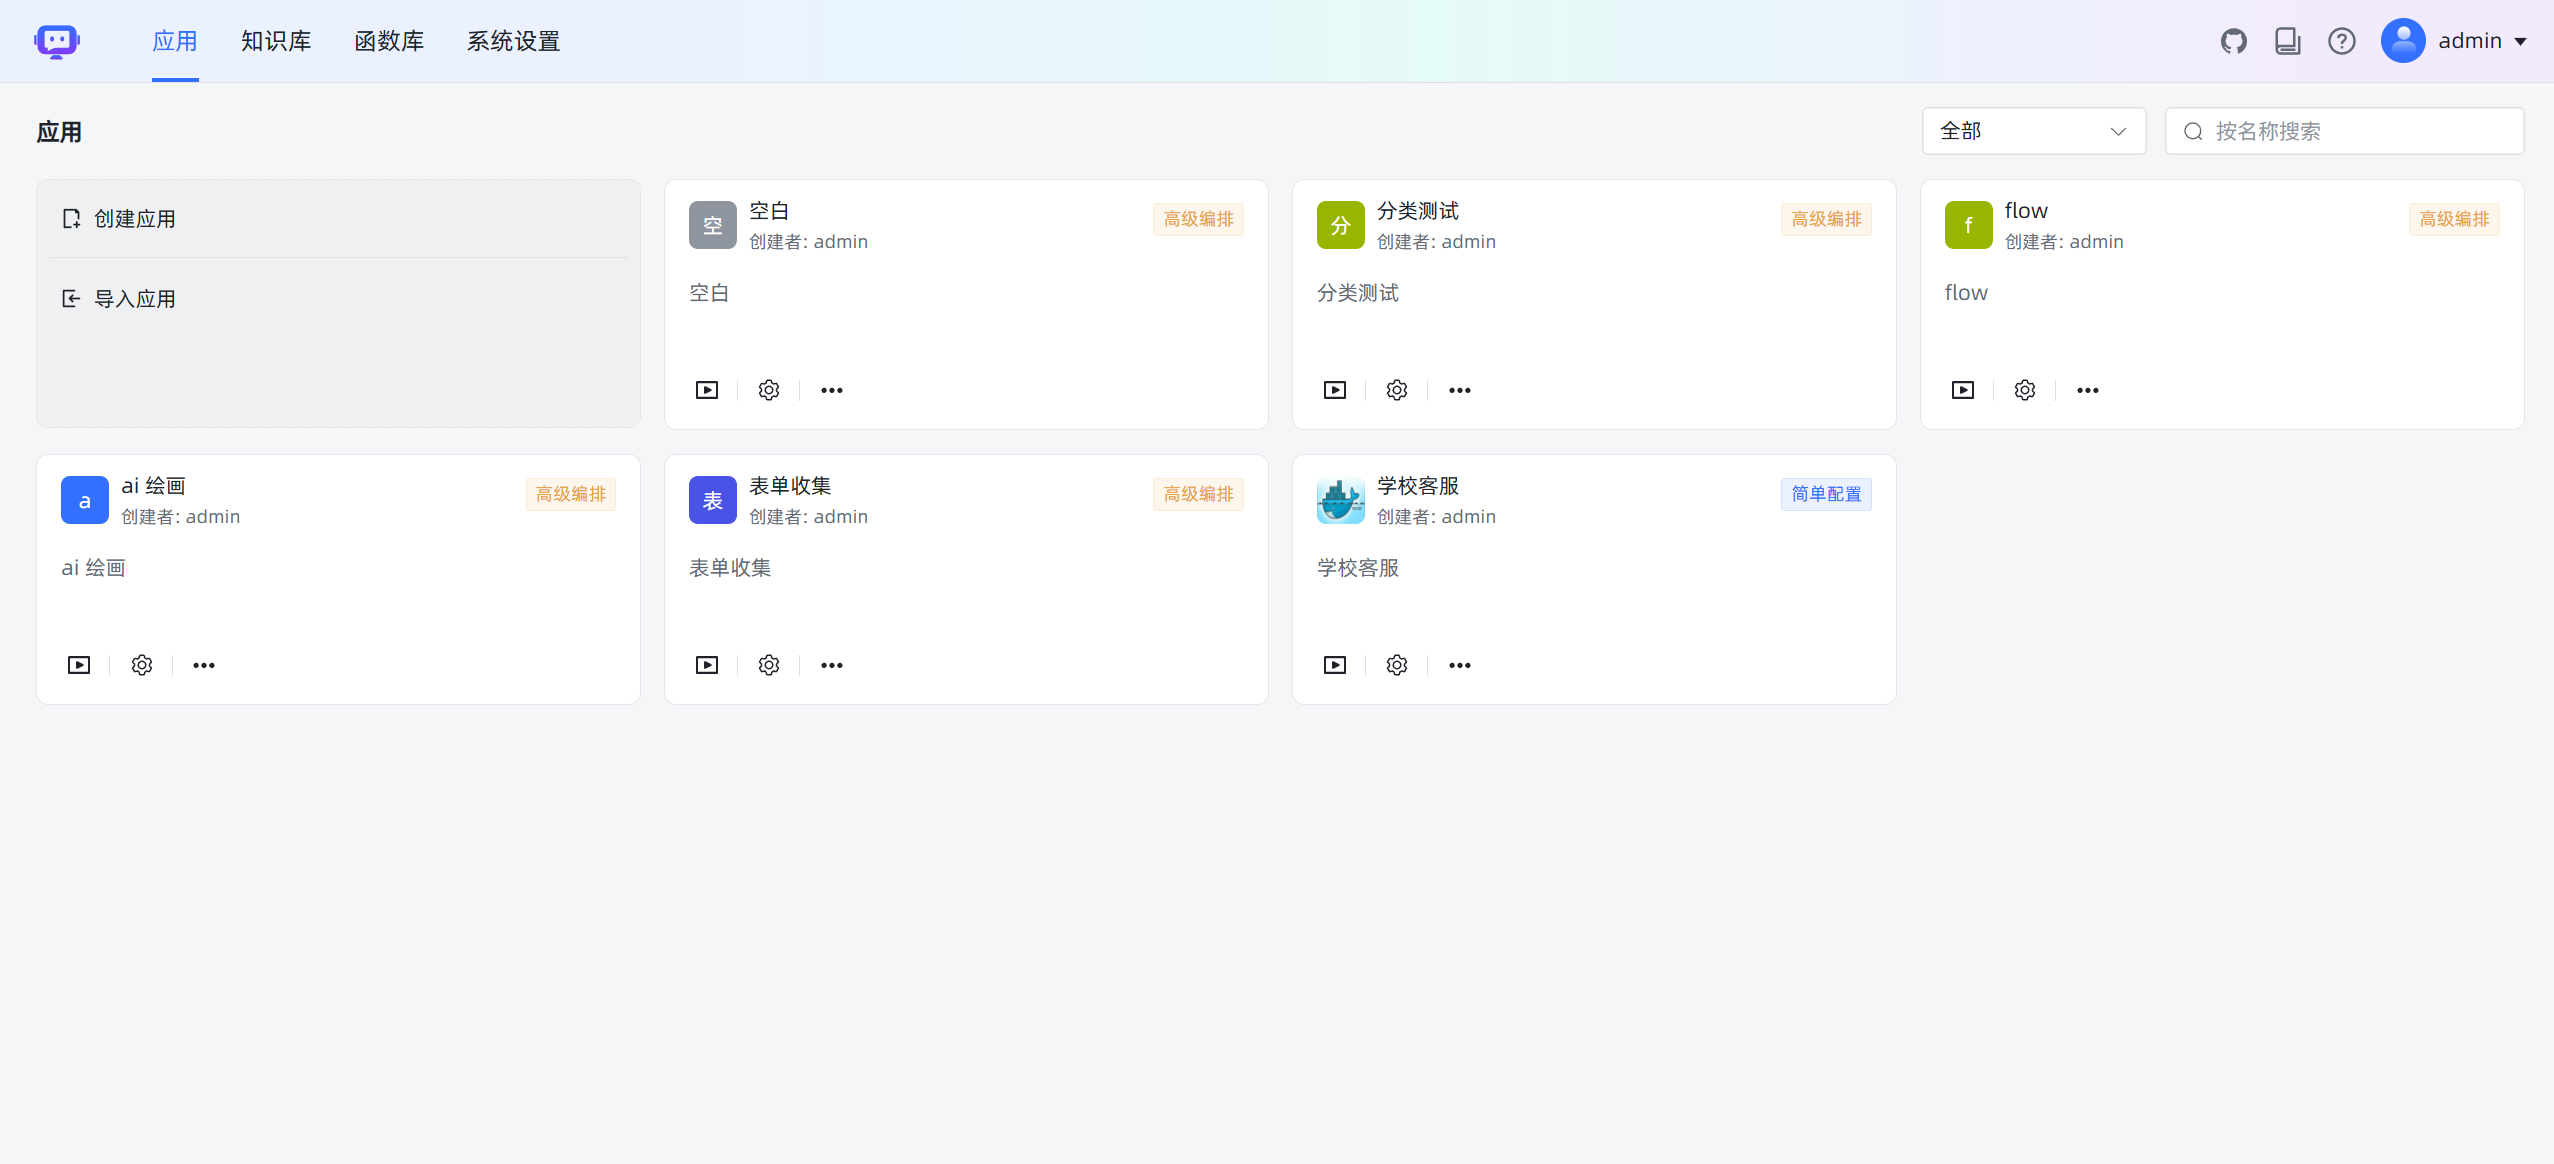 应用 知识库 函数库 系统设置 admin
应用 全部 按名称搜索
创建应用
导入应用
空 空白 高级编排
创建者: admin
空白
分 分类测试 高级编排
创建者: admin
分类测试
f flow 高级编排
创建者: admin
flow
a ai 绘画 高级编排
创建者: admin
ai 绘画
表 表单收集 高级编排
创建者: admin
表单收集
学校客服 简单配置
创建者: admin
学校客服